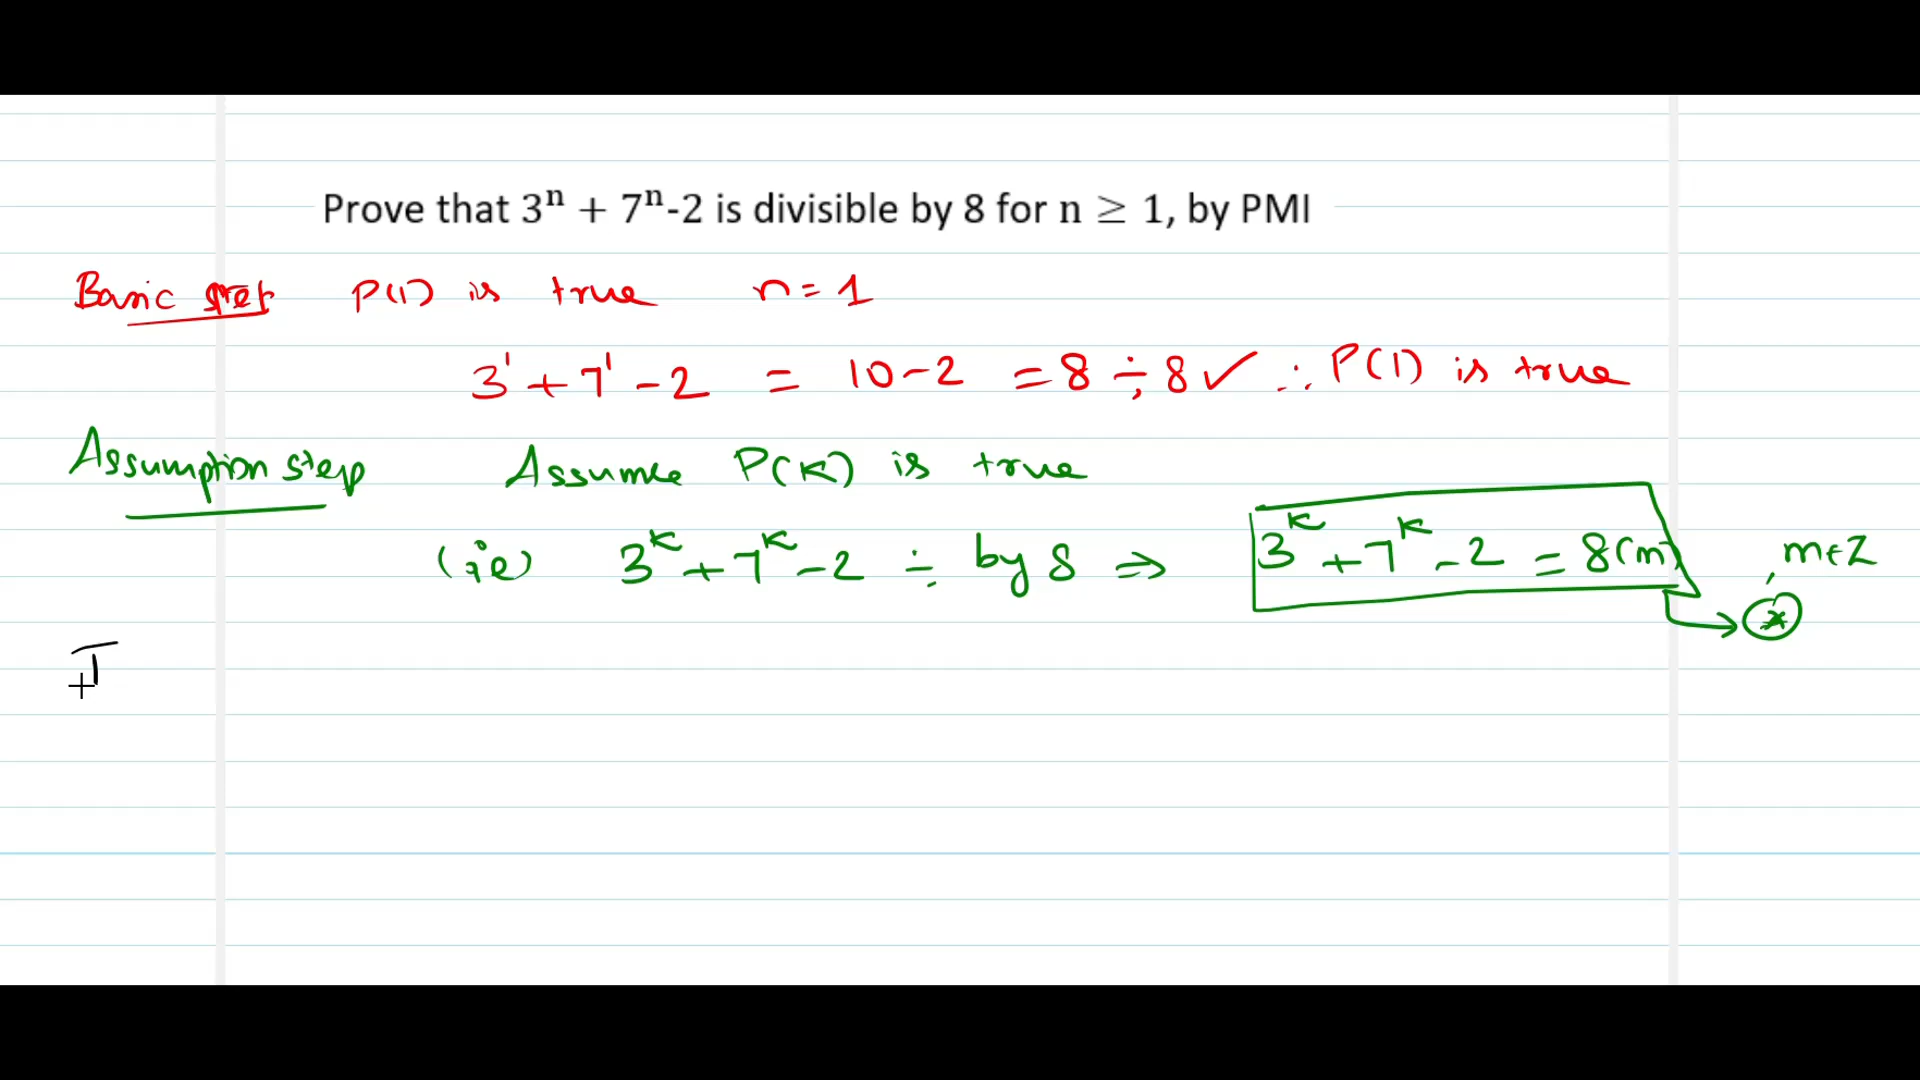 Prove that 3ⁿ + 7ⁿ-2 is divisible by 8 for n ≥ 1, by PMI
Basic step P(1) is true n = 1
3¹ + 7¹ - 2 = 10 - 2 = 8 ÷ 8 ✓ ∴ P(1) is true
Assumption step Assume P(K) is true
(ie) 3ᴷ + 7ᴷ - 2 ÷ by 8 ⇒ 3ᴷ + 7ᴷ - 2 = 8(m), m∈Z
→ *
I